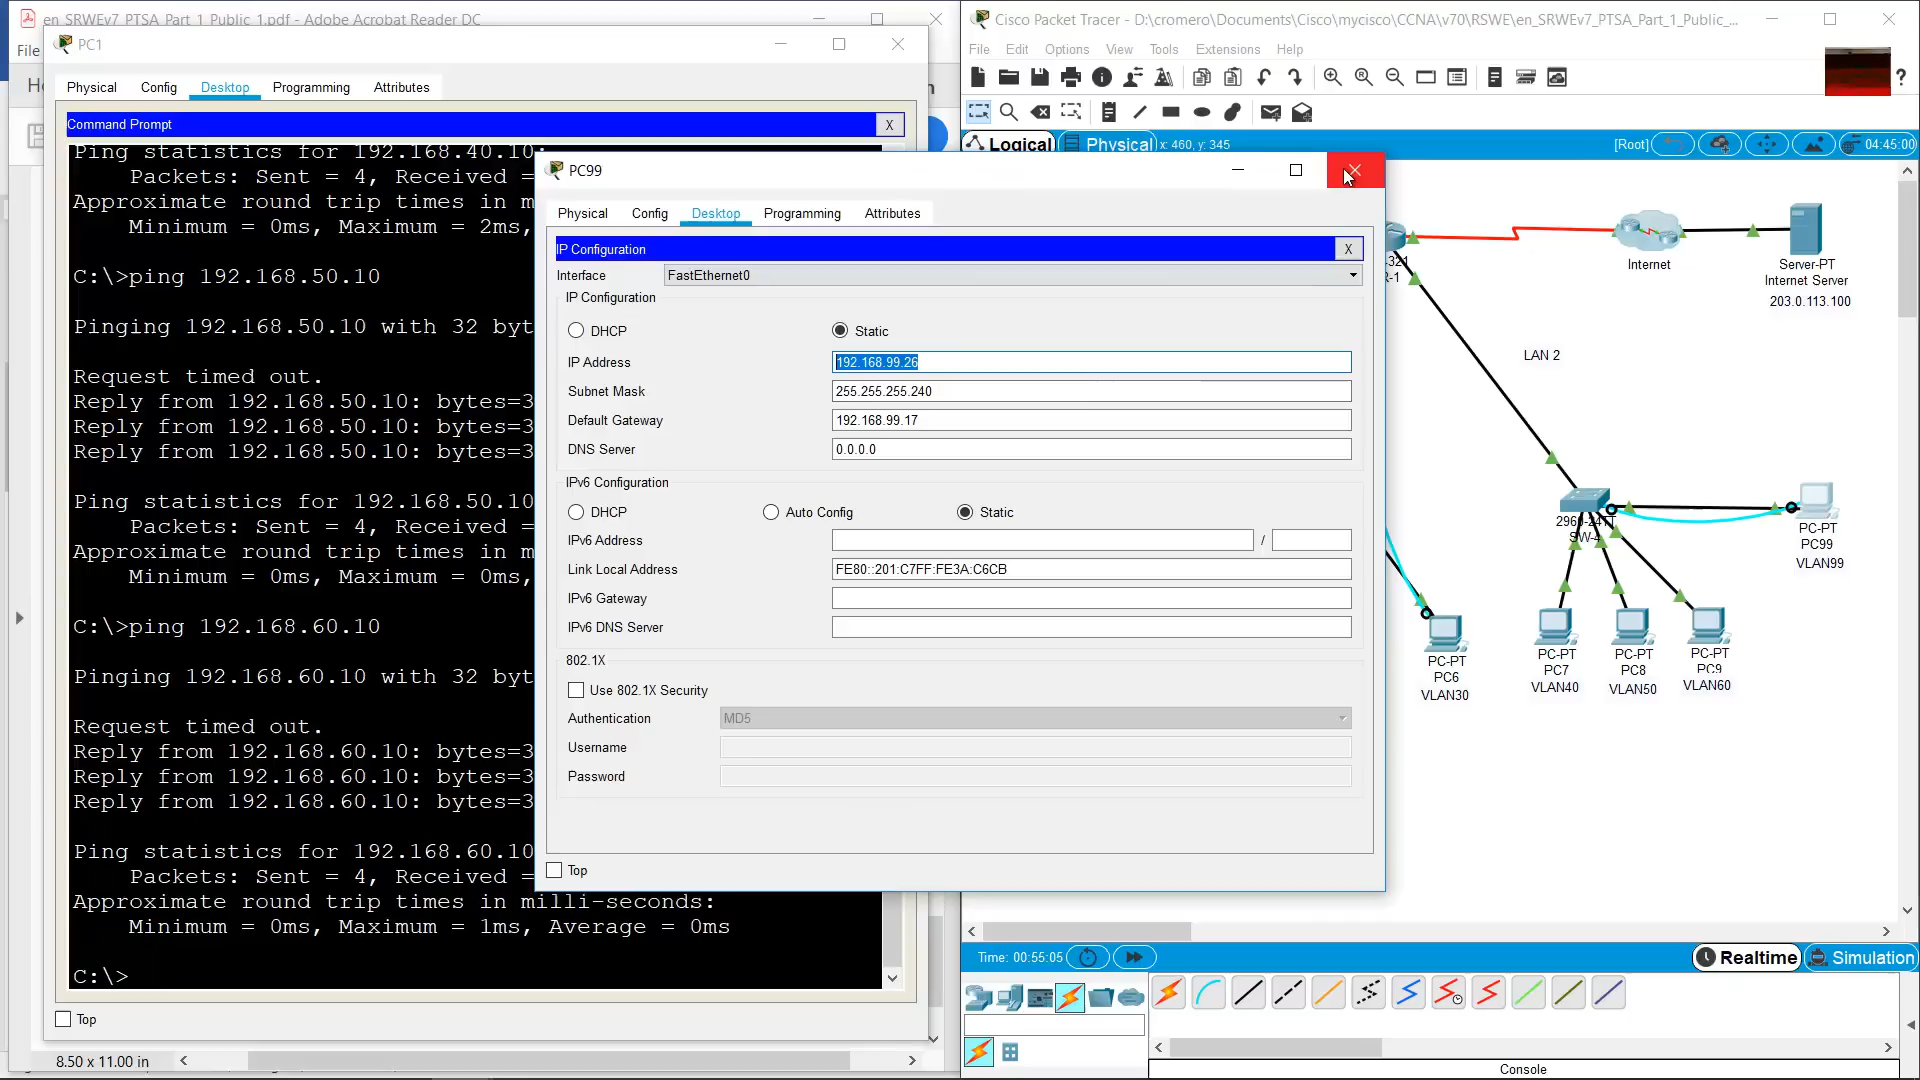 en_SRWEv7_PTSA_Part_1_Public_1.pdf - Adobe Acrobat Reader DC
File
PC1
Physical
Config
Desktop
Programming
Attributes
Command Prompt
X
Ping statistics for 192.168.40.10:
Packets: Sent = 4, Received =
Approximate round trip times in m
Minimum = 0ms, Maximum = 2ms,
C:\>ping 192.168.50.10
Pinging 192.168.50.10 with 32 byt
Request timed out.
Reply from 192.168.50.10: bytes=3
Reply from 192.168.50.10: bytes=3
Reply from 192.168.50.10: bytes=3
Ping statistics for 192.168.50.10
Packets: Sent = 4, Received =
Approximate round trip times in m
Minimum = 0ms, Maximum = 0ms,
C:\>ping 192.168.60.10
Pinging 192.168.60.10 with 32 byt
Request timed out.
Reply from 192.168.60.10: bytes=3
Reply from 192.168.60.10: bytes=3
Reply from 192.168.60.10: bytes=3
Ping statistics for 192.168.60.10
Packets: Sent = 4, Received =
Approximate round trip times in milli-seconds:
Minimum = 0ms, Maximum = 1ms, Average = 0ms
C:\>
Top
8.50 x 11.00 in
PC99
Physical
Config
Desktop
Programming
Attributes
IP Configuration
X
Interface
FastEthernet0
IP Configuration
DHCP
Static
IP Address
192.168.99.26
Subnet Mask
255.255.255.240
Default Gateway
192.168.99.17
DNS Server
0.0.0.0
IPv6 Configuration
DHCP
Auto Config
Static
IPv6 Address
/
Link Local Address
FE80::201:C7FF:FE3A:C6CB
IPv6 Gateway
IPv6 DNS Server
802.1X
Use 802.1X Security
Authentication
MD5
Username
Password
Top
Cisco Packet Tracer - D:\cromero\Documents\Cisco\mycisco\CCNA\v70\RSWE\en_SRWEv7_PTSA_Part_1_Public_...
File
Edit
Options
View
Tools
Extensions
Help
?
Logical
Physical
x: 460, y: 345
[Root]
04:45:00
321
R-1
Internet
Server-PT
Internet Server
203.0.113.100
LAN 2
2960-24TT
SW-4
PC-PT
PC99
VLAN99
PC-PT
PC6
VLAN30
PC-PT
PC7
VLAN40
PC-PT
PC8
VLAN50
PC-PT
PC9
VLAN60
Time: 00:55:05
Realtime
Simulation
Console